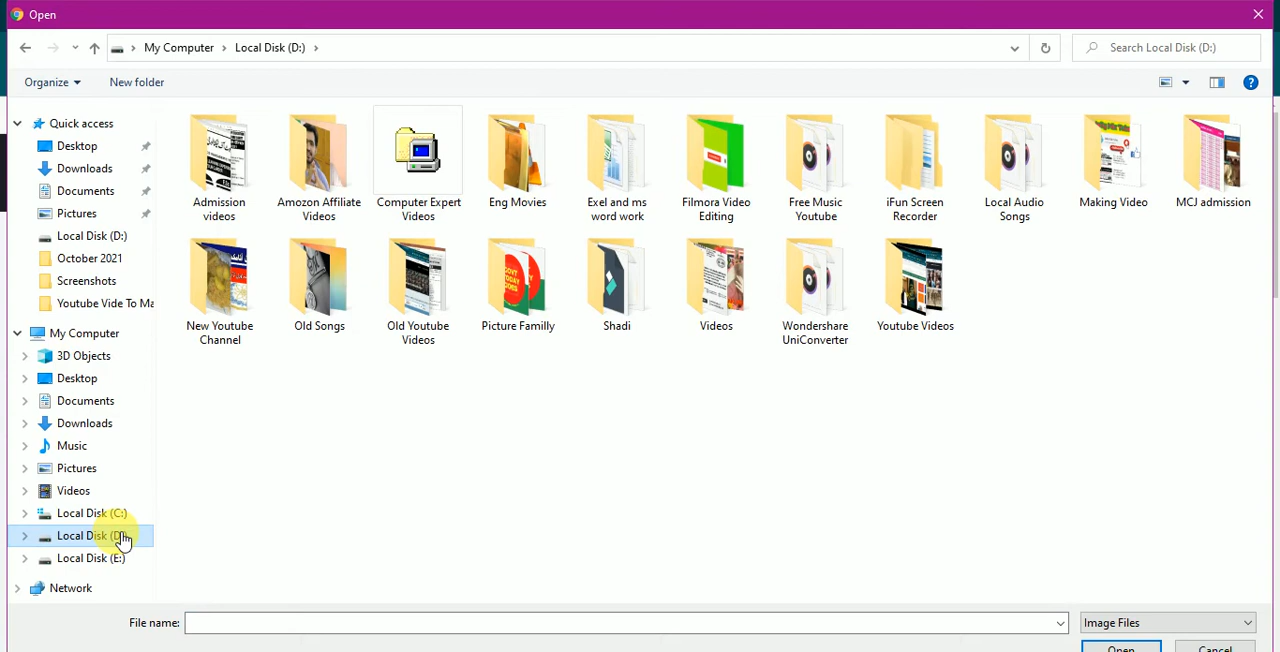 Open
My Computer Local Disk (D:)
Search Local Disk (D:)
Organize
New folder
Quick access
Desktop
Downloads
Documents
Pictures
Local Disk (D:)
October 2021
Screenshots
Youtube Vide To Ma
My Computer
3D Objects
Desktop
Documents
Downloads
Music
Pictures
Videos
Local Disk (C:)
Local Disk (D:)
Local Disk (E:)
Network
Admission
videos
Amozon Affiliate
Videos
Computer Expert
Videos
Eng Movies
Exel and ms
word work
Filmora Video
Editing
Free Music
Youtube
iFun Screen
Recorder
Local Audio
Songs
Making Video
MCJ admission
New Youtube
Channel
Old Songs
Old Youtube
Videos
Picture Familly
Shadi
Videos
Wondershare
UniConverter
Youtube Videos
File name:
Image Files
Open
Cancel